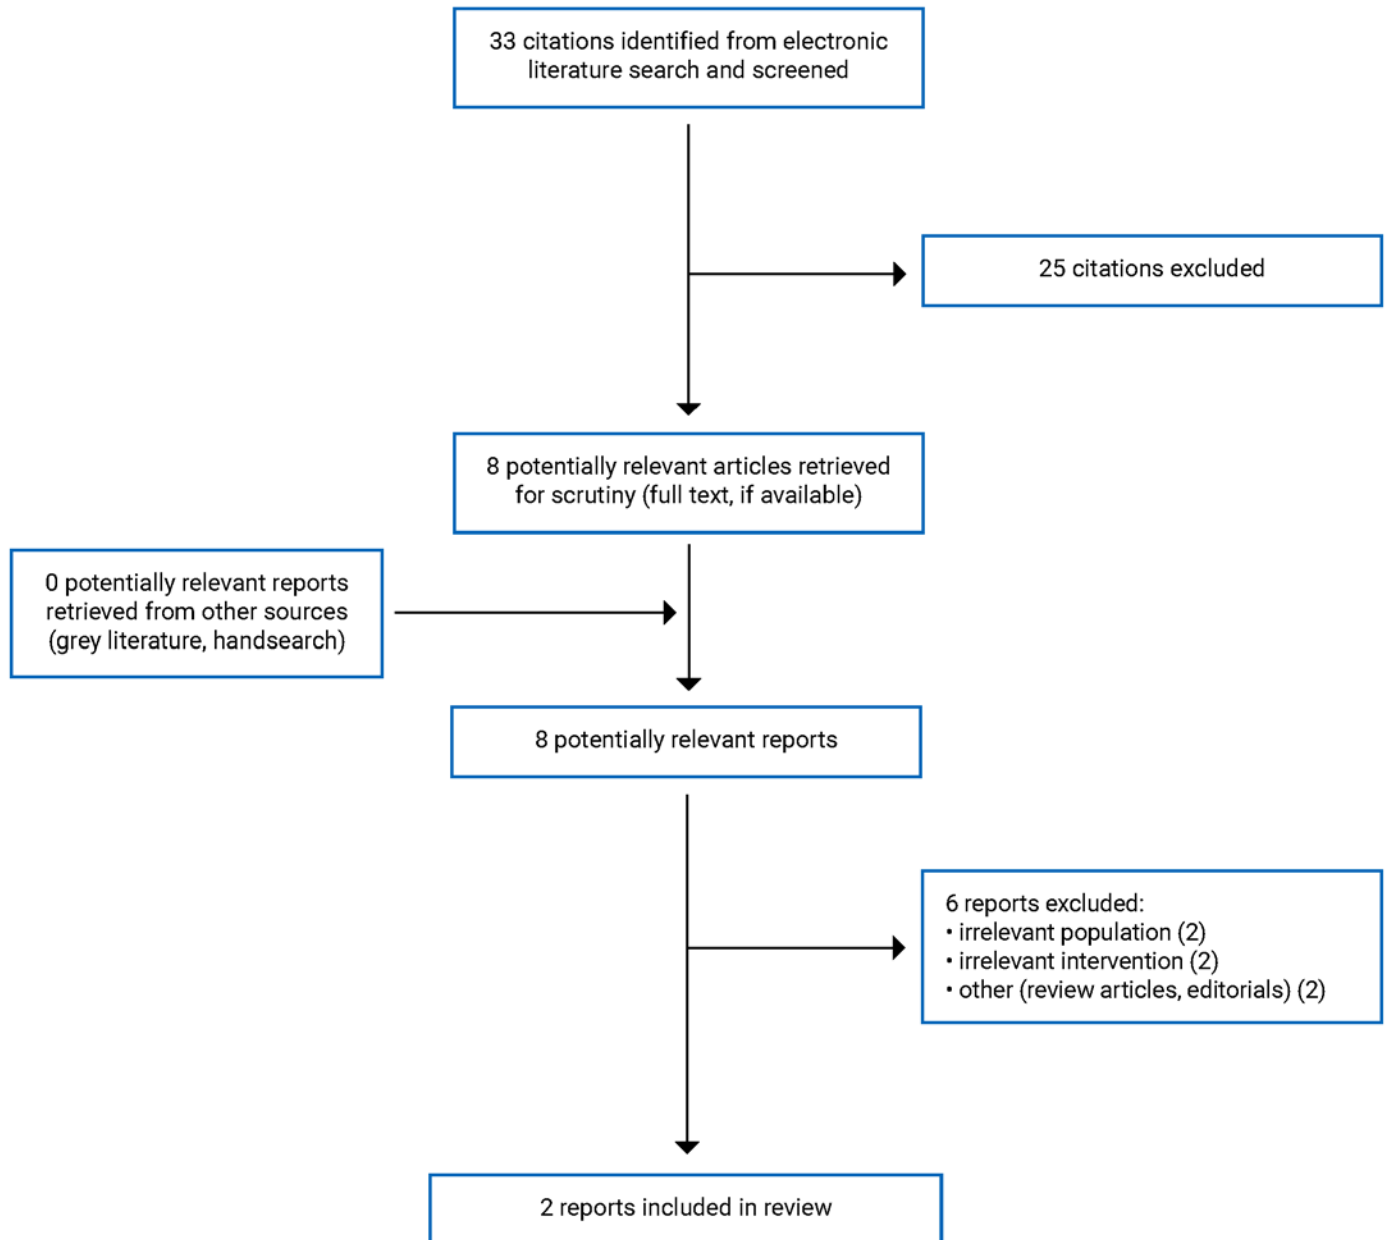 33 citations identified from electronic
literature search and screened
25 citations excluded
8 potentially relevant articles retrieved
for scrutiny (full text, if available)
0 potentially relevant reports
retrieved from other sources
(grey literature, handsearch)
8 potentially relevant reports
6 reports excluded:
• irrelevant population (2)
• irrelevant intervention (2)
• other (review articles, editorials) (2)
2 reports included in review